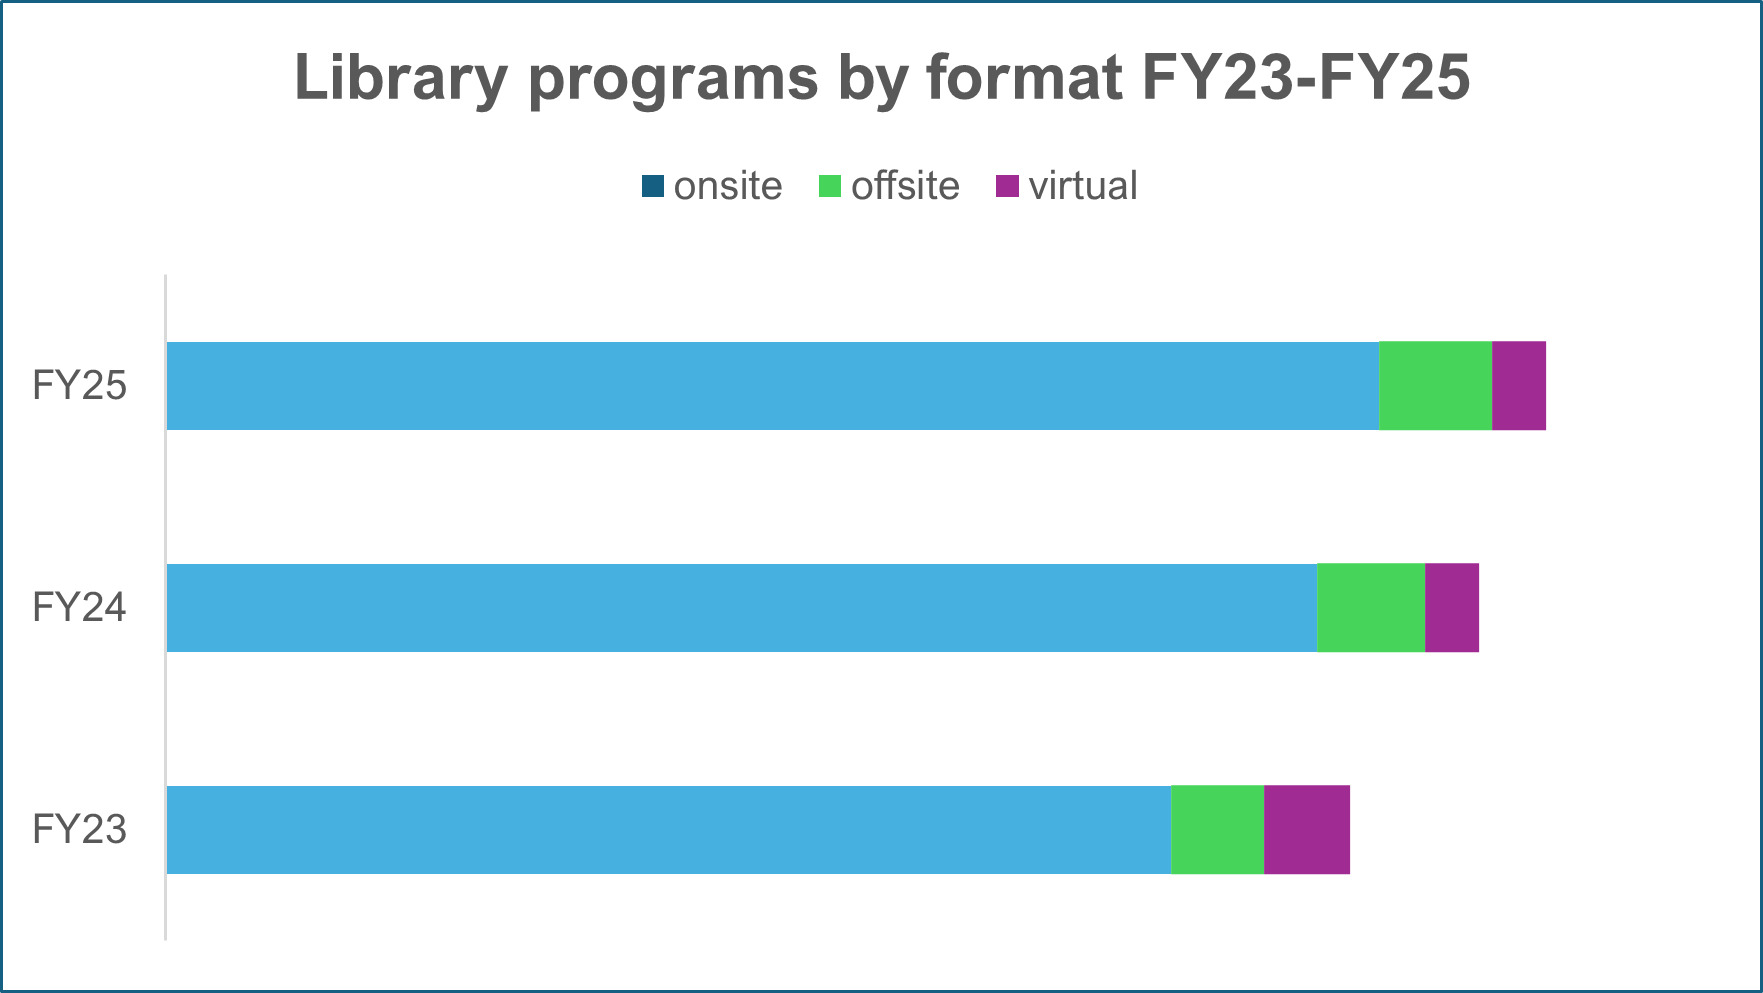 Library programs by format FY23-FY25
onsite offsite virtual
FY25
FY24
FY23